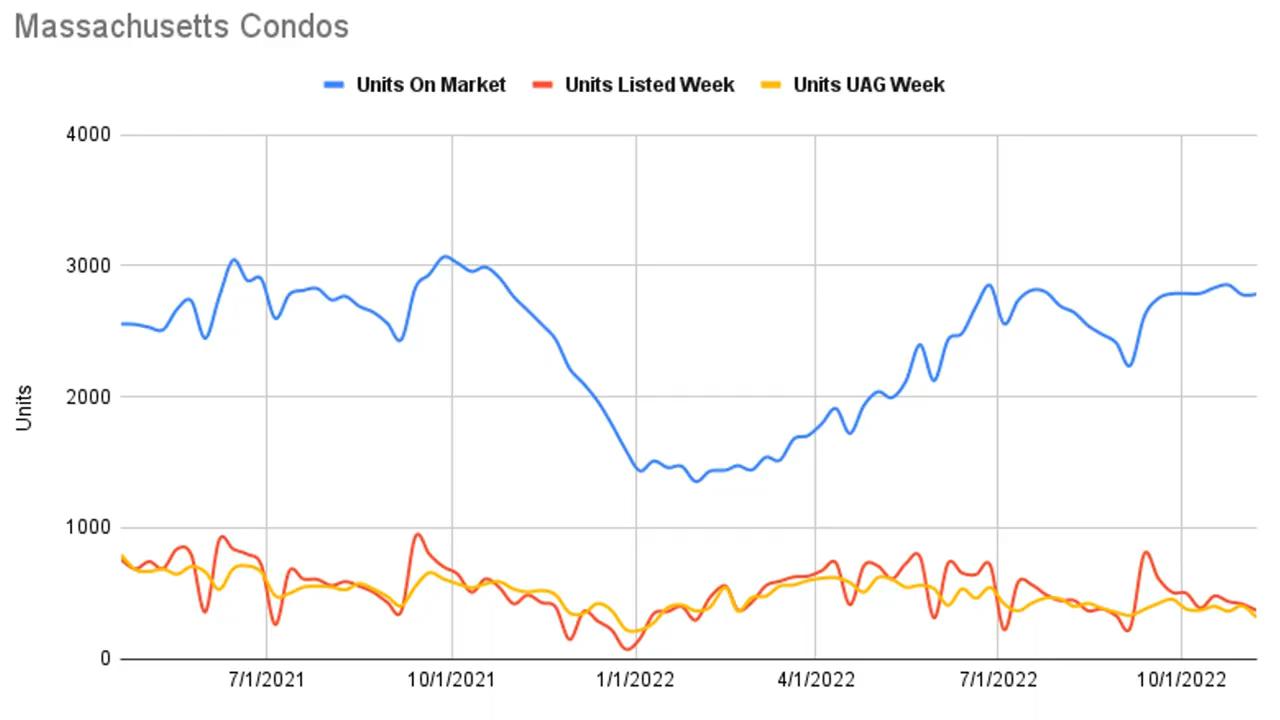 Massachusetts Condos
Units On Market Units Listed Week Units UAG Week
4000
3000
2000
1000
0
Units
7/1/2021 10/1/2021 1/1/2022 4/1/2022 7/1/2022 10/1/2022